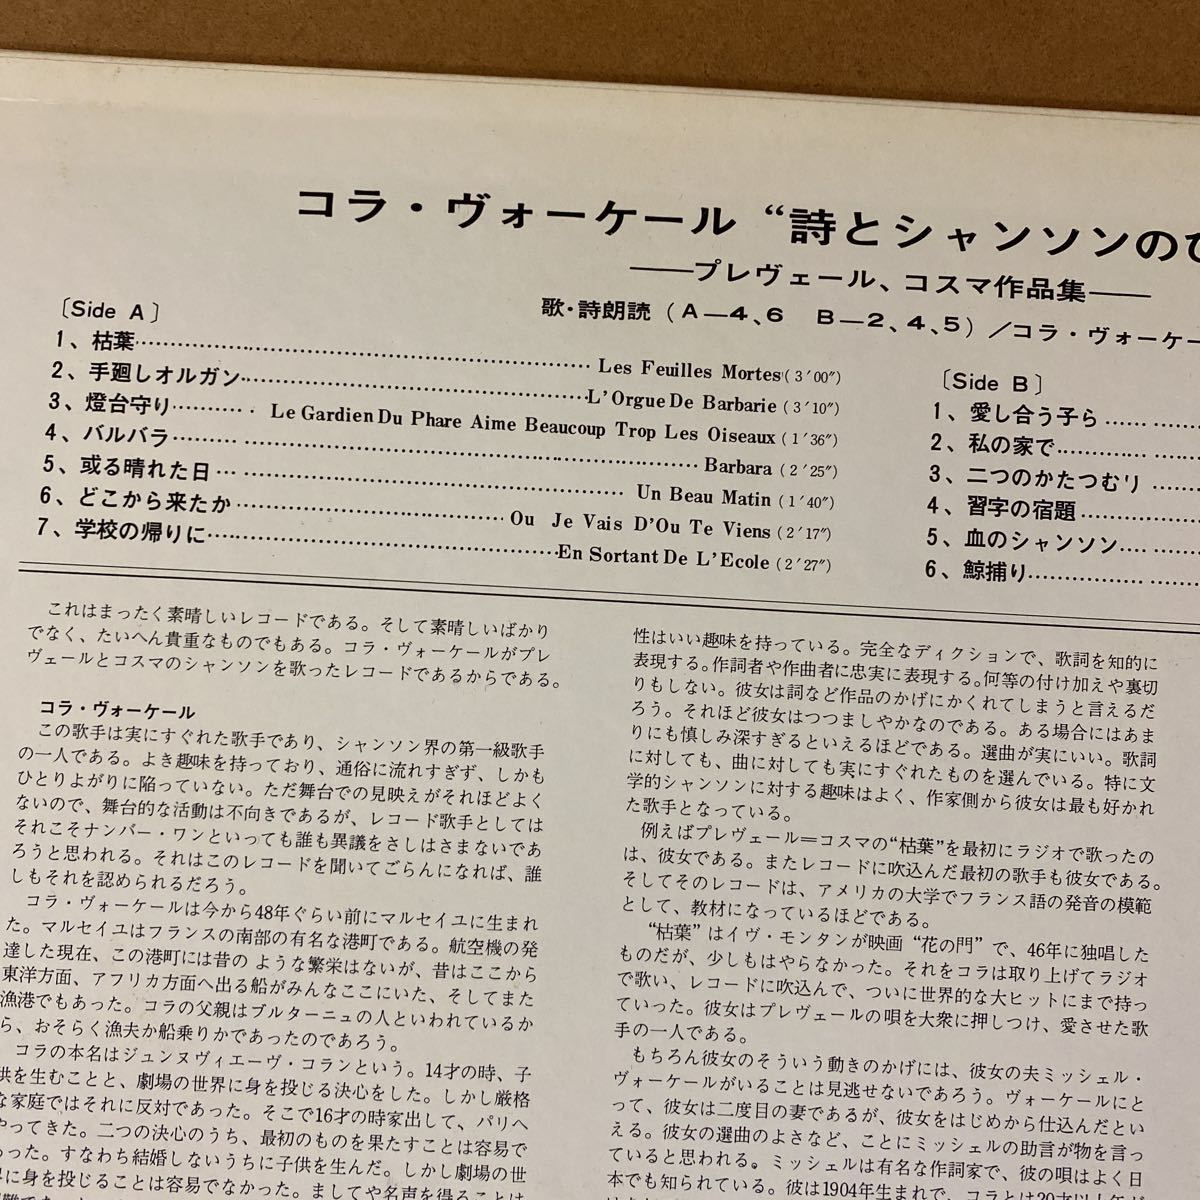 コラ・ヴォーケール “詩とシャンソンのひ
――プレヴェール、コスマ作品集――
歌・詩朗読(A―4、6 B―2、4、5)/コラ・ヴォーケー
〔Side A〕
1、枯葉…………Les Feuilles Mortes(3′00″)
2、手廻しオルガン…………L'Orgue De Barbarie(3′10″)
3、燈台守り…………Le Gardien Du Phare Aime Beaucoup Trop Les Oiseaux(1′36″)
4、バルバラ…………Barbara(2′25″)
5、或る晴れた日…………Un Beau Matin(1′40″)
6、どこから来たか…………Ou Je Vais D'Ou Te Viens(2′17″)
7、学校の帰りに…………En Sortant De L'Ecole(2′27″)
〔Side B〕
1、愛し合う子ら…………
2、私の家で…………
3、二つのかたつむり…………
4、習字の宿題…………
5、血のシャンソン…………
6、鯨捕り…………
これはまったく素晴しいレコードである。そして素晴しいばかり
でなく、たいへん貴重なものでもある。コラ・ヴォーケールがプレ
ヴェールとコスマのシャンソンを歌ったレコードであるからである。
コラ・ヴォーケール
この歌手は実にすぐれた歌手であり、シャンソン界の第一級歌手
の一人である。よき趣味を持っており、通俗に流れすぎず、しかも
ひとりよがりに陥っていない。ただ舞台での見映えがそれほどよく
ないので、舞台的な活動は不向きであるが、レコード歌手としては
それこそナンバー・ワンといっても誰も異議をさしはさまないであ
ろうと思われる。それはこのレコードを聞いてごらんになれば、誰
しもそれを認められるだろう。
コラ・ヴォーケールは今から48年ぐらい前にマルセイユに生まれ
た。マルセイユはフランスの南部の有名な港町である。航空機の発
達した現在、この港町には昔の ような繁栄はないが、昔はここから
東洋方面、アフリカ方面へ出る船がみんなここにいた、そしてまた
漁港でもあった。コラの父親はブルターニュの人といわれているか
ら、おそらく漁夫か船乗りかであったのであろう。
コラの本名はジュンヌヴィエーヴ・コランという。14才の時、子
供を生むことと、劇場の世界に身を投じる決心をした。しかし厳格
な家庭ではそれに反対であった。そこで16才の時家出して、パリへ
やってきた。二つの決心のうち、最初のものを果たすことは容易で
あった。すなわち結婚しないうちに子供を生んだ。しかし劇場の世
界に身を投じることは容易でなかった。ましてや名声を得ることは
性はいい趣味を持っている。完全なディクションで、歌詞を知的に
表現する。作詞者や作曲者に忠実に表現する。何等の付け加えや裏切
りもしない。彼女は詞など作品のかげにかくれてしまうと言えるだ
ろう。それほど彼女はつつましやかなのである。ある場合にはあま
りにも慎しみ深すぎるといえるほどである。選曲が実にいい。歌詞
に対しても、曲に対しても実にすぐれたものを選んでいる。特に文
学的シャンソンに対する趣味はよく、作家側から彼女は最も好かれ
た歌手となっている。
例えばプレヴェール=コスマの“枯葉”を最初にラジオで歌ったの
は、彼女である。またレコードに吹込んだ最初の歌手も彼女である。
そしてそのレコードは、アメリカの大学でフランス語の発音の模範
として、教材になっているほどである。
“枯葉”はイヴ・モンタンが映画“花の門”で、46年に独唱した
ものだが、少しもはやらなかった。それをコラは取り上げてラジオ
で歌い、レコードに吹込んで、ついに世界的な大ヒットにまで持っ
ていった。彼女はプレヴェールの唄を大衆に押しつけ、愛させた歌
手の一人である。
もちろん彼女のそういう動きのかげには、彼女の夫ミッシェル・
ヴォーケールがいることは見逃せないであろう。ヴォーケールにと
って、彼女は二度目の妻であるが、彼女をはじめから仕込んだとい
える。彼女の選曲のよさなど、ことにミッシェルの助言が物を言っ
ていると思われる。ミッシェルは有名な作詞家で、彼の唄はよく日
本でも知られている。彼は1904年生まれで、コラとは20才以上年が